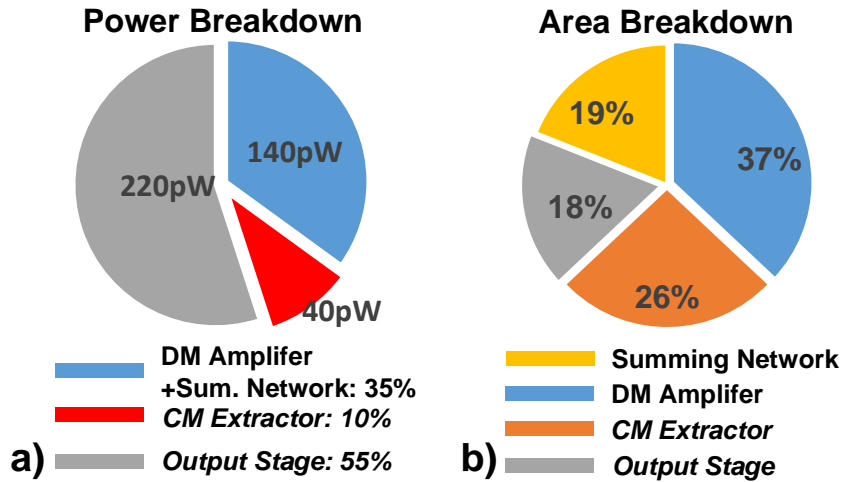 Power Breakdown
140pW
220pW
40pW
DM Amplifer
+Sum. Network: 35%
CM Extractor: 10%
Output Stage: 55%
a)
Area Breakdown
19%
37%
18%
26%
Summing Network
DM Amplifer
CM Extractor
Output Stage
b)